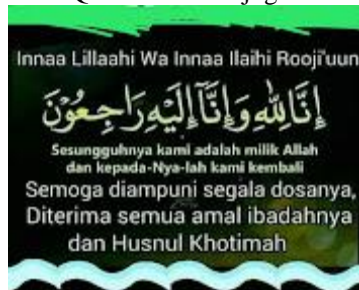 Innaa Lillaahi Wa Innaa Ilaihi Rooji'uun
إِنَّا لِلّٰهِ وَإِنَّآ إِلَيْهِ رَاجِعُوْنَ
Sesungguhnya kami adalah milik Allah
dan kepada-Nya-lah kami kembali
Semoga diampuni segala dosanya,
Diterima semua amal ibadahnya
dan Husnul Khotimah